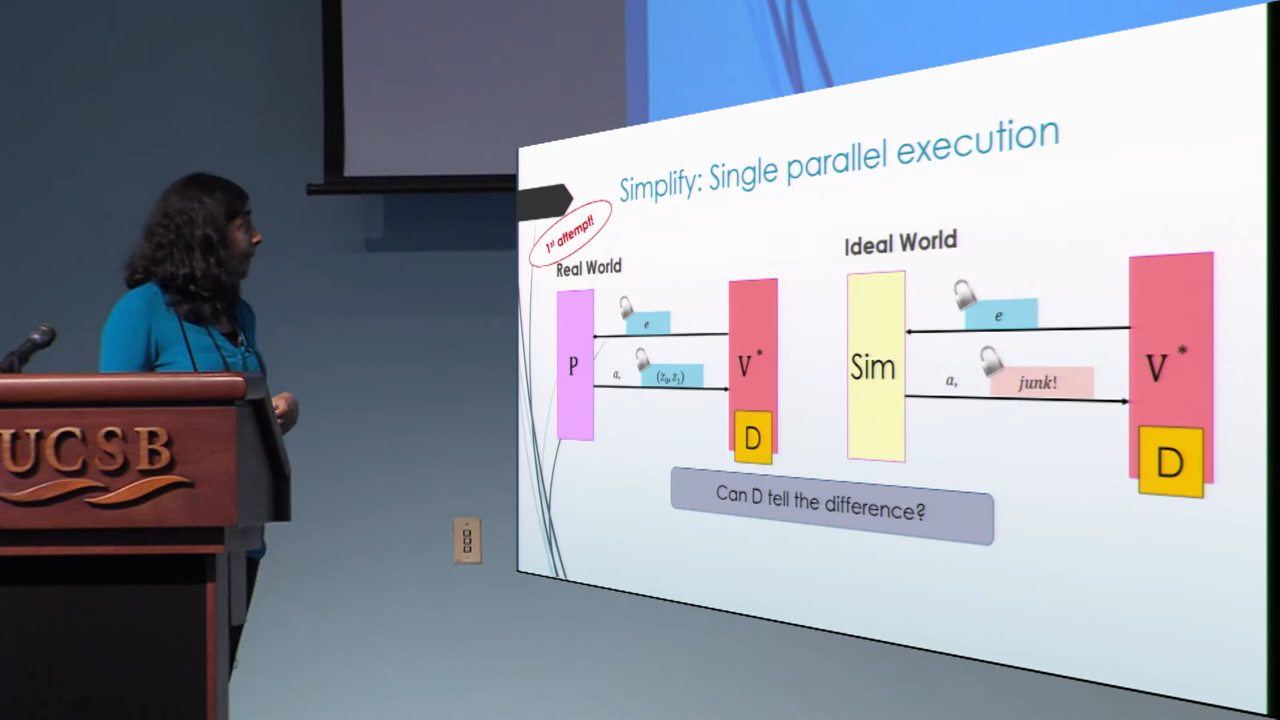 Simplify: Single parallel execution
1st attempt!
Real World
Ideal World
e
e
P
a,
(z₀,z₁)
V*
Sim
a,
junk!
V*
D
D
Can D tell the difference?
UCSB